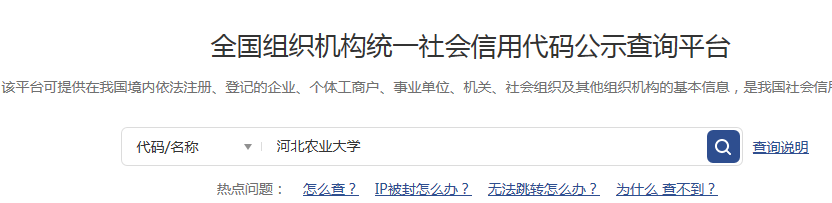 全国组织机构统一社会信用代码公示查询平台
该平台可提供在我国境内依法注册、登记的企业、个体工商户、事业单位、机关、社会组织及其他组织机构的基本信息，是我国社会信用
代码/名称 河北农业大学 查询说明
热点问题： 怎么查？ IP被封怎么办？ 无法跳转怎么办？ 为什么 查不到？